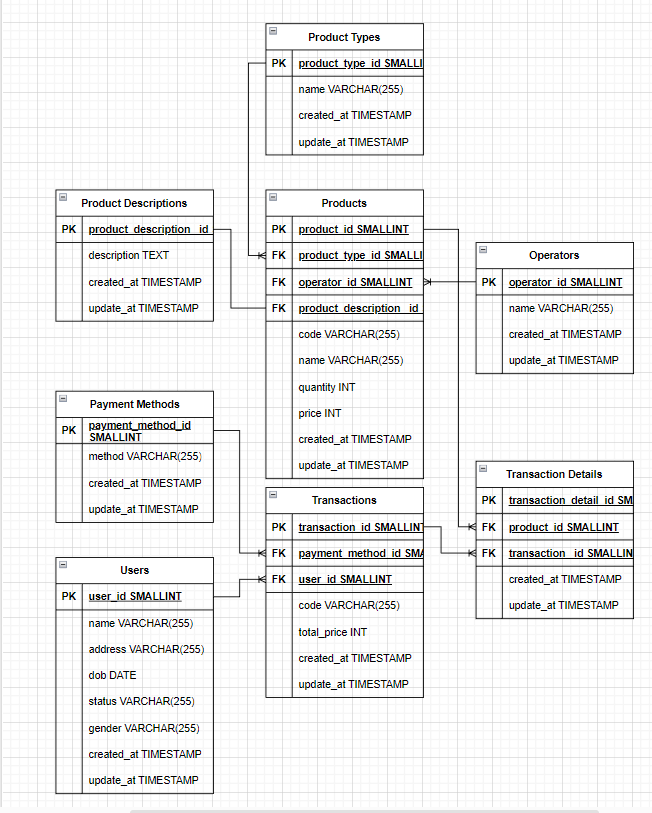 Product Types
PK product_type_id SMALLI
name VARCHAR(255)
created_at TIMESTAMP
update_at TIMESTAMP
Product Descriptions
PK product_description_id
description TEXT
created_at TIMESTAMP
update_at TIMESTAMP
Products
PK product_id SMALLINT
FK product_type_id SMALLI
FK operator_id SMALLINT
FK product_description_id
code VARCHAR(255)
name VARCHAR(255)
quantity INT
price INT
created_at TIMESTAMP
update_at TIMESTAMP
Operators
PK operator_id SMALLINT
name VARCHAR(255)
created_at TIMESTAMP
update_at TIMESTAMP
Payment Methods
PK payment_method_id
SMALLINT
method VARCHAR(255)
created_at TIMESTAMP
update_at TIMESTAMP
Transactions
PK transaction_id SMALLINT
FK payment_method_id SMA
FK user_id SMALLINT
code VARCHAR(255)
total_price INT
created_at TIMESTAMP
update_at TIMESTAMP
Transaction Details
PK transaction_detail_id SM
FK product_id SMALLINT
FK transaction_id SMALLIN
created_at TIMESTAMP
update_at TIMESTAMP
Users
PK user_id SMALLINT
name VARCHAR(255)
address VARCHAR(255)
dob DATE
status VARCHAR(255)
gender VARCHAR(255)
created_at TIMESTAMP
update_at TIMESTAMP